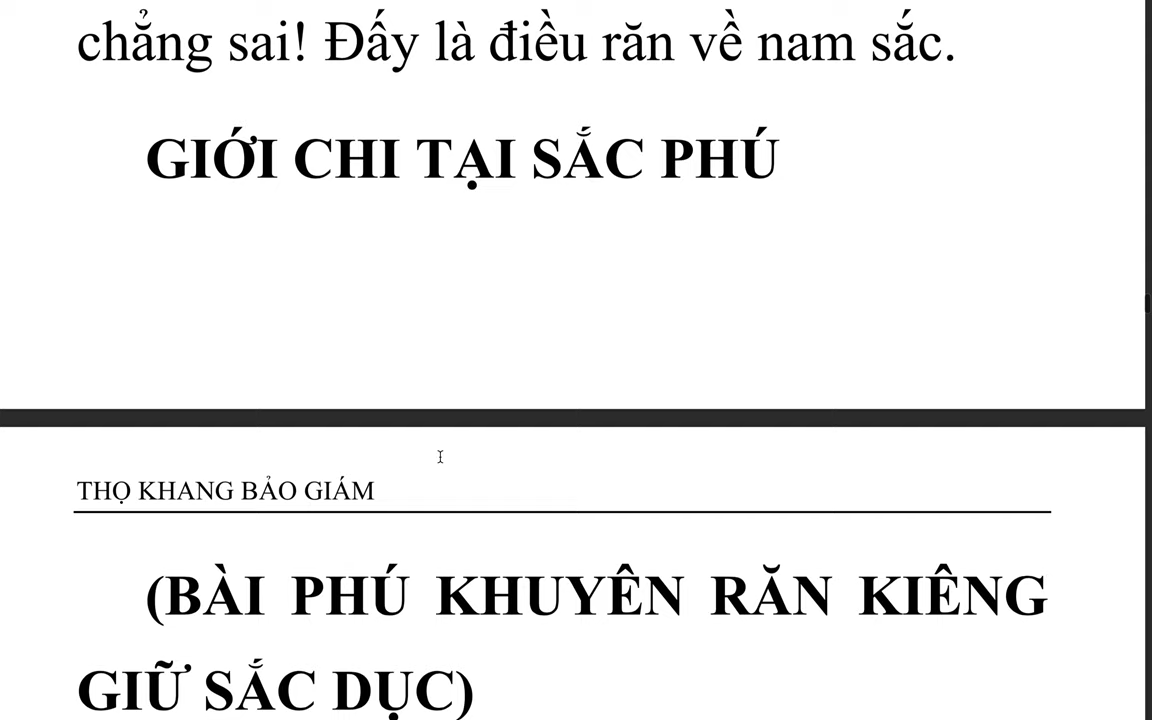 chẳng sai! Đấy là điều răn về nam sắc.
GIỚI CHI TẠI SẮC PHÚ
THỌ KHANG BẢO GIÁM
(BÀI PHÚ KHUYÊN RĂN KIÊNG
GIỮ SẮC DỤC)